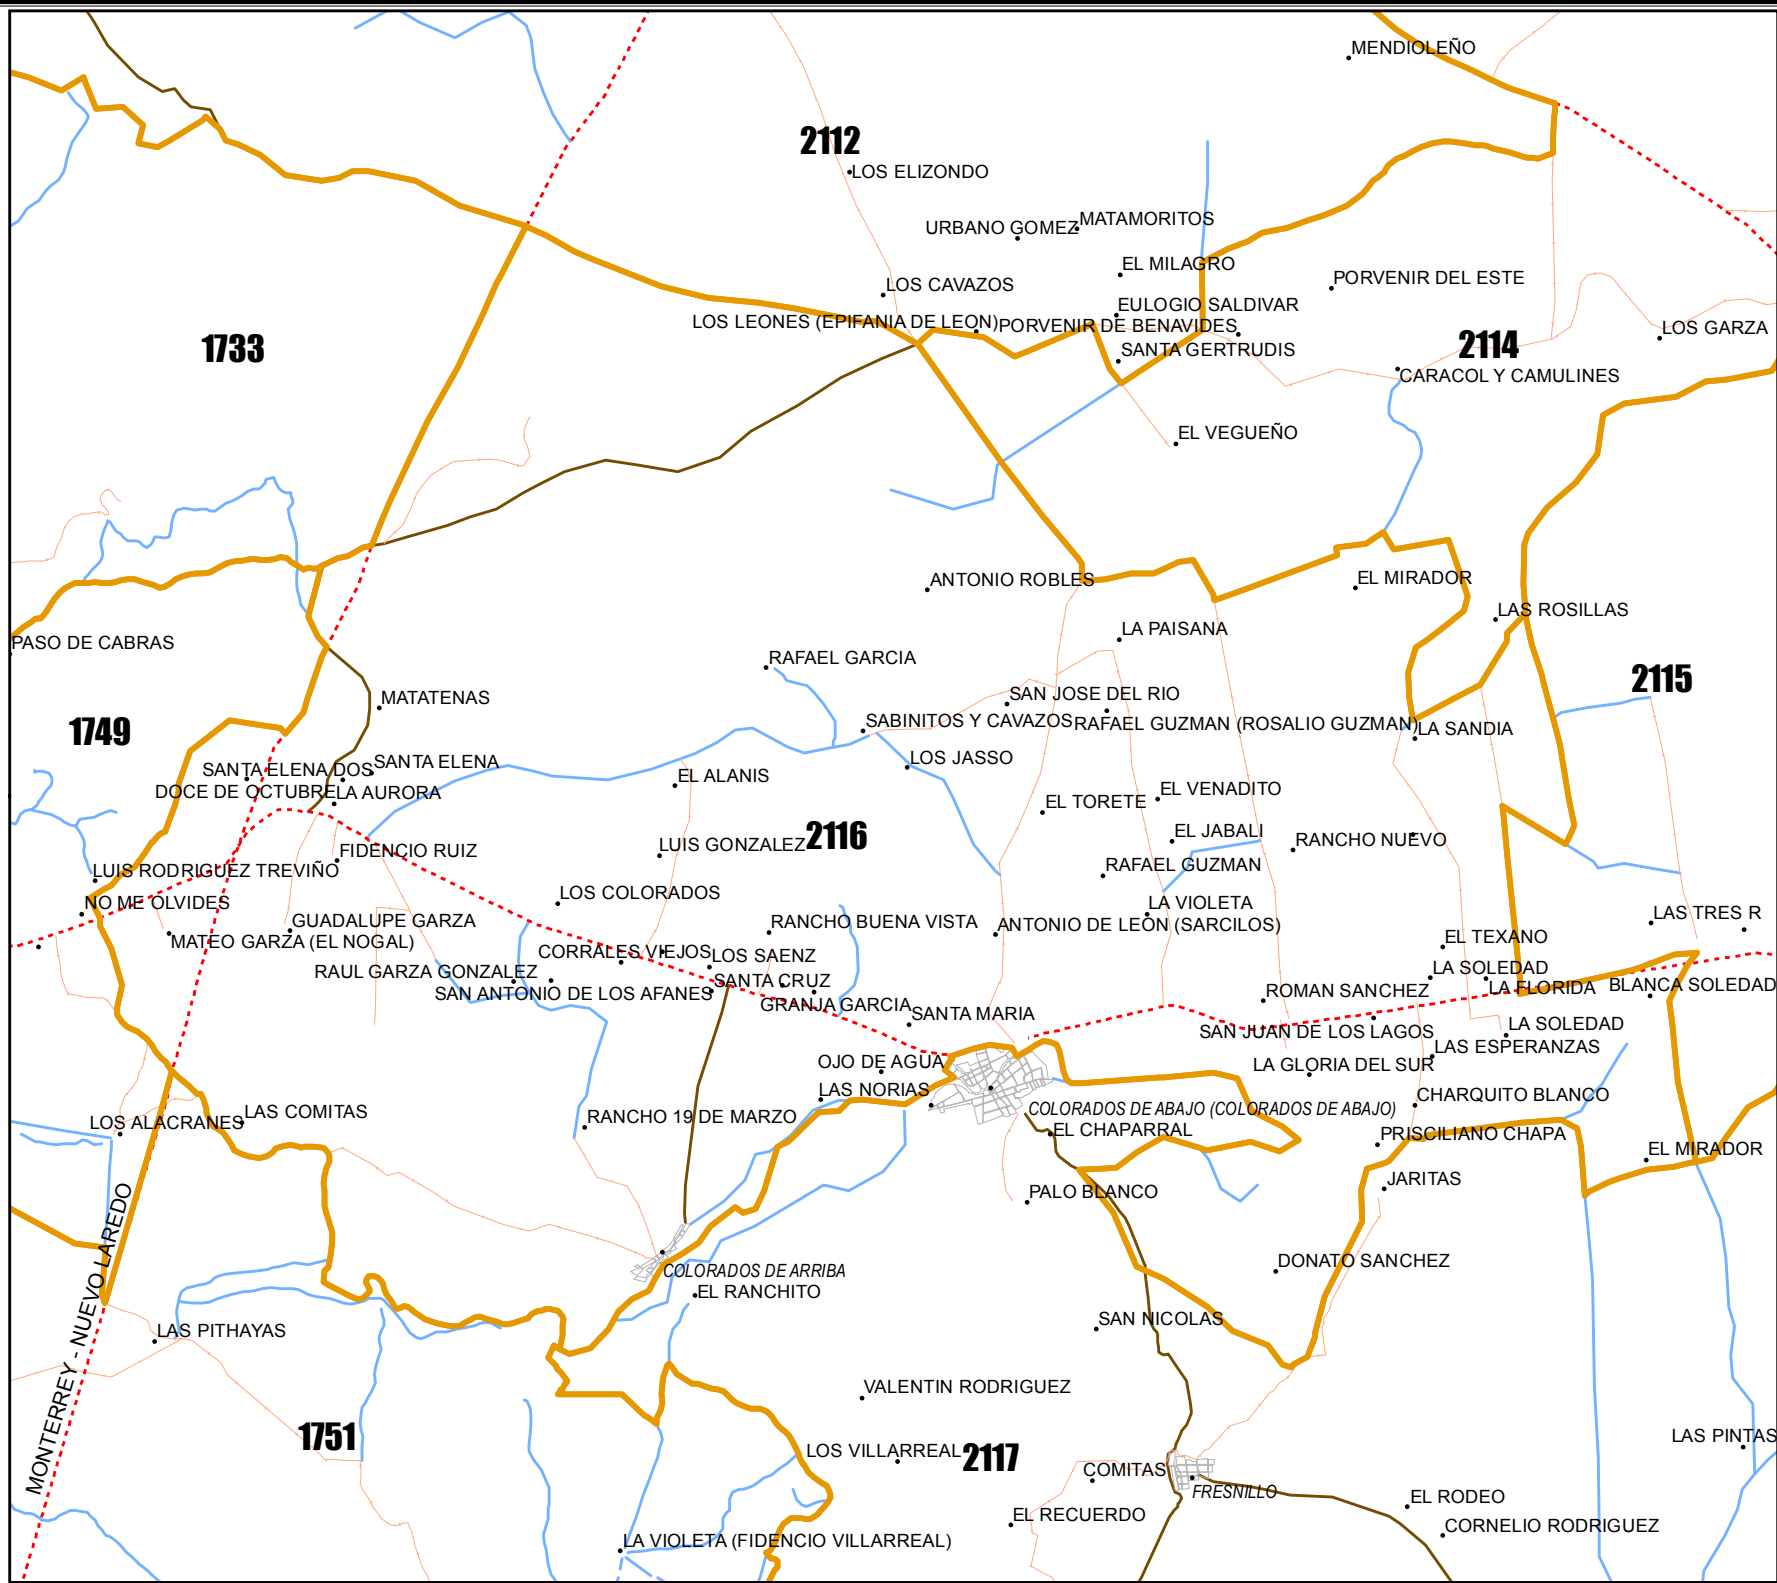 MENDIOLEÑO
2112
LOS ELIZONDO
MATAMORITOS
URBANO GOMEZ
EL MILAGRO
PORVENIR DEL ESTE
LOS CAVAZOS
EULOGIO SALDIVAR
LOS LEONES (EPIFANIA DE LEON)
PORVENIR DE BENAVIDES
LOS GARZA
1733
2114
SANTA GERTRUDIS
CARACOL Y CAMULINES
EL VEGUEÑO
ANTONIO ROBLES
EL MIRADOR
LAS ROSILLAS
LA PAISANA
PASO DE CABRAS
RAFAEL GARCIA
2115
MATATENAS
SAN JOSE DEL RIO
SABINITOS Y CAVAZOS
RAFAEL GUZMAN (ROSALIO GUZMAN)
LA SANDIA
1749
SANTA ELENA
SANTA ELENA DOS
LOS JASSO
EL ALANIS
DOCE DE OCTUBRE
LA AURORA
EL VENADITO
EL TORETE
2116
EL JABALI
RANCHO NUEVO
LUIS GONZALEZ
FIDENCIO RUIZ
RAFAEL GUZMAN
LUIS RODRIGUEZ TREVIÑO
LOS COLORADOS
NO ME OLVIDES
LA VIOLETA
LAS TRES R
GUADALUPE GARZA
RANCHO BUENA VISTA
ANTONIO DE LEON (SARCILOS)
MATEO GARZA (EL NOGAL)
EL TEXANO
CORRALES VIEJOS
LOS SAENZ
RAUL GARZA GONZALEZ
LA SOLEDAD
SANTA CRUZ
SAN ANTONIO DE LOS AFANES
ROMAN SANCHEZ
LA FLORIDA
BLANCA SOLEDAD
GRANJA GARCIA
SANTA MARIA
SAN JUAN DE LOS LAGOS
LA SOLEDAD
LAS ESPERANZAS
OJO DE AGUA
LA GLORIA DEL SUR
LAS NORIAS
CHARQUITO BLANCO
COLORADOS DE ABAJO (COLORADOS DE ABAJO)
LAS COMITAS
RANCHO 19 DE MARZO
LOS ALACRANES
EL CHAPARRAL
PRISCILIANO CHAPA
EL MIRADOR
JARITAS
PALO BLANCO
DONATO SANCHEZ
COLORADOS DE ARRIBA
EL RANCHITO
SAN NICOLAS
LAS PITHAYAS
MONTERREY - NUEVO LAREDO
VALENTIN RODRIGUEZ
1751
LAS PINTAS
LOS VILLARREAL
2117
COMITAS
FRESNILLO
EL RODEO
EL RECUERDO
CORNELIO RODRIGUEZ
LA VIOLETA (FIDENCIO VILLARREAL)